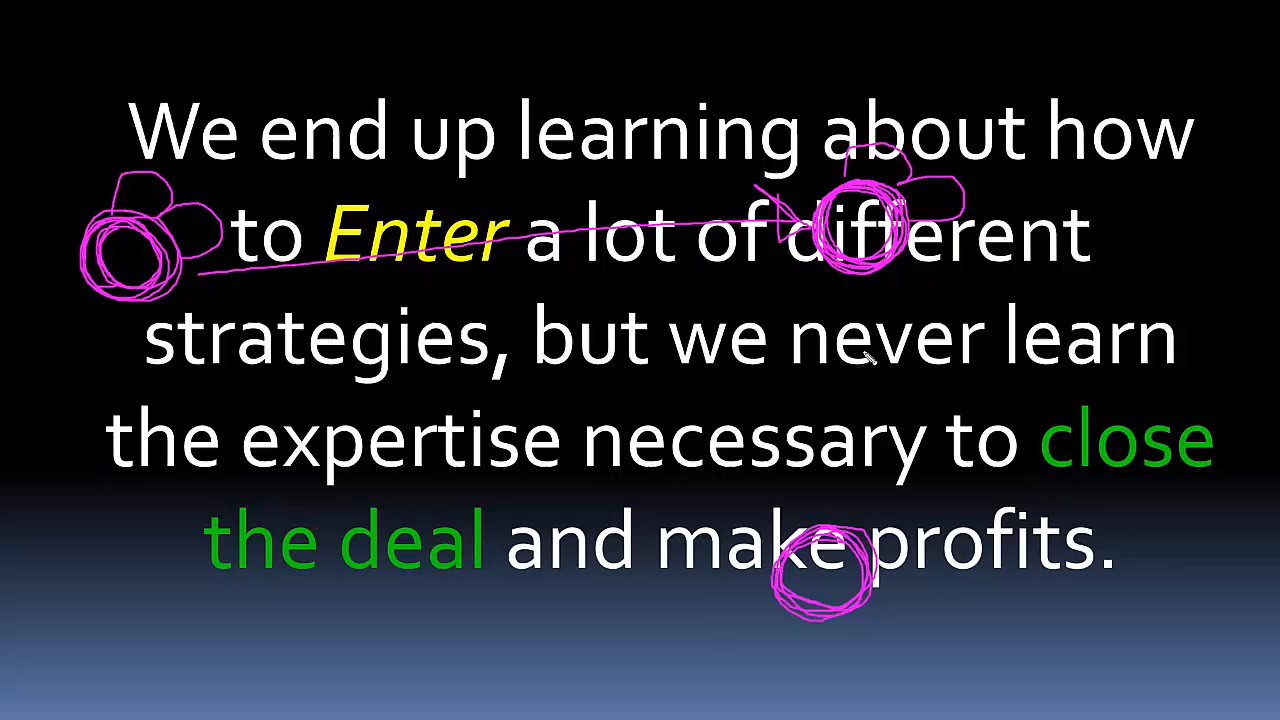 We end up learning about how
to Enter a lot of different
strategies, but we never learn
the expertise necessary to close
the deal and make profits.